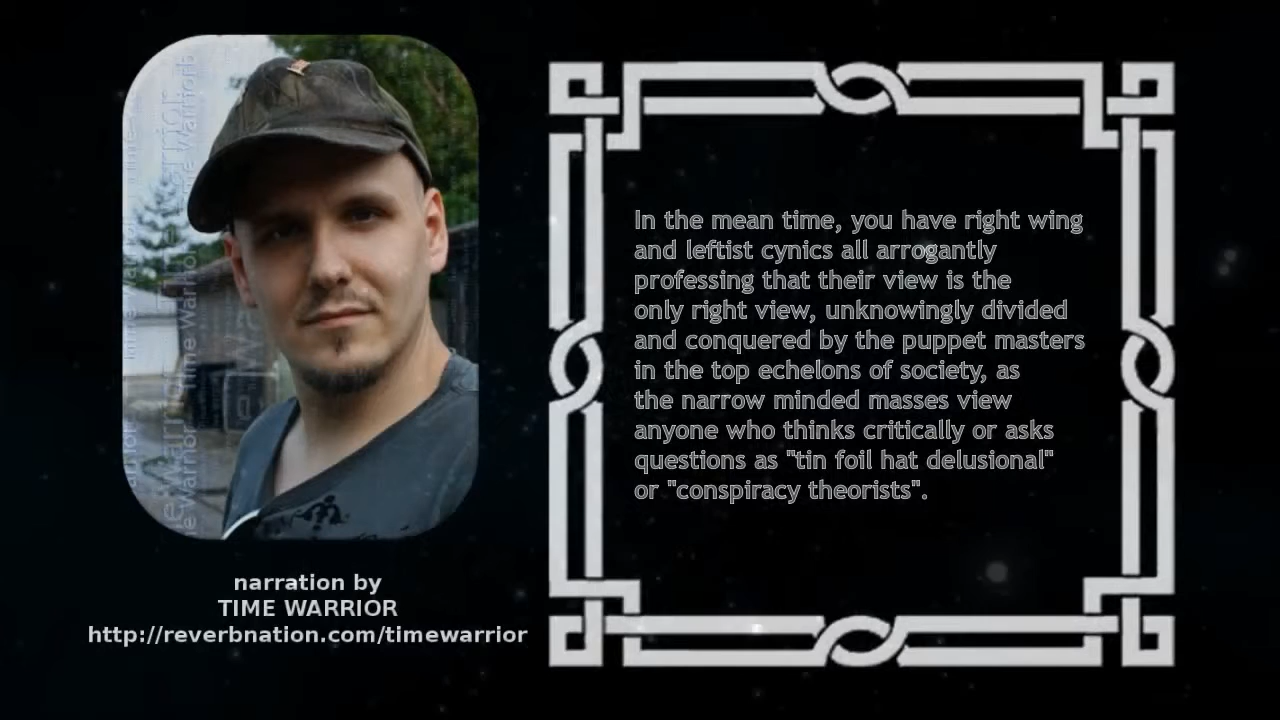 In the mean time, you have right wing
and leftist cynics all arrogantly
professing that their view is the
only right view, unknowingly divided
and conquered by the puppet masters
in the top echelons of society, as
the narrow minded masses view
anyone who thinks critically or asks
questions as "tin foil hat delusional"
or "conspiracy theorists".
narration by
TIME WARRIOR
http://reverbnation.com/timewarrior